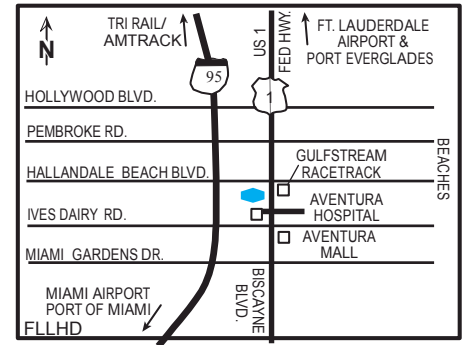 TRI RAIL/
AMTRACK
US 1
FED HWY.
FT. LAUDERDALE
AIRPORT &
PORT EVERGLADES
N
95
1
HOLLYWOOD BLVD.
PEMBROKE RD.
GULFSTREAM
RACETRACK
HALLANDALE BEACH BLVD.
BEACHES
AVENTURA
HOSPITAL
IVES DAIRY RD.
AVENTURA
MALL
MIAMI GARDENS DR.
BISCAYNE
BLVD.
MIAMI AIRPORT
PORT OF MIAMI
FLLHD